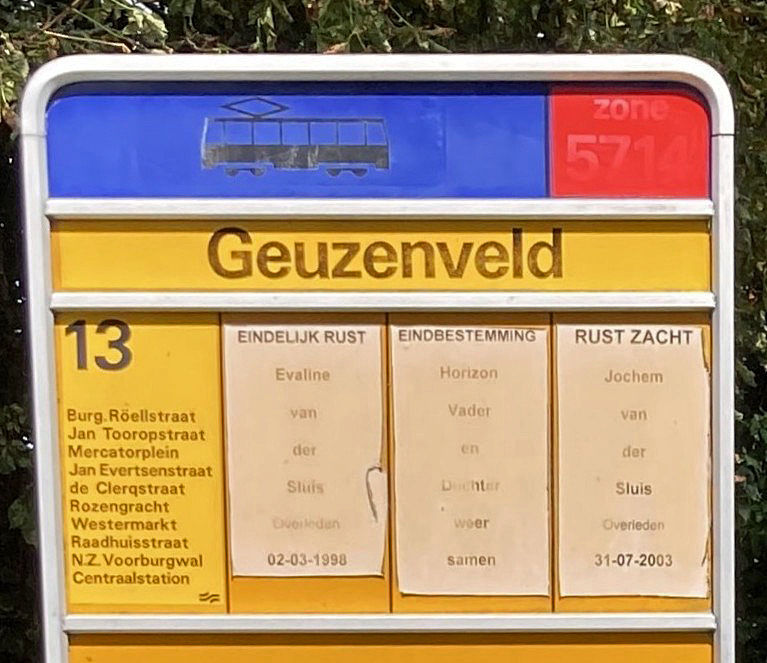 zone
5714
Geuzenveld
13
Burg.Röellstraat
Jan Tooropstraat
Mercatorplein
Jan Evertsenstraat
de Clerqstraat
Rozengracht
Westermarkt
Raadhuisstraat
N.Z.Voorburgwal
Centraalstation
EINDELIJK RUST
Evaline
van
der
Sluis
Overleden
02-03-1998
EINDBESTEMMING
Horizon
Vader
en
Dochter
weer
samen
RUST ZACHT
Jochem
van
der
Sluis
Overleden
31-07-2003